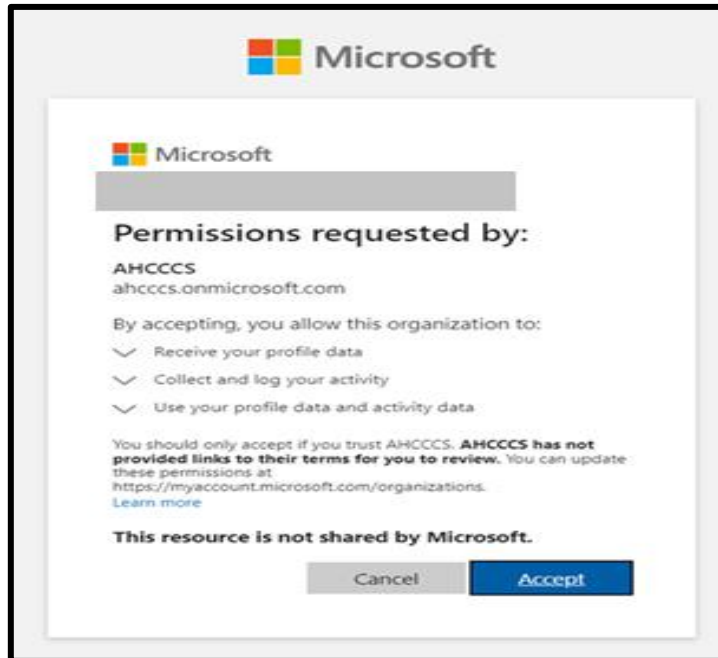 Microsoft
Microsoft
Permissions requested by:
AHCCCS
ahcccs.onmicrosoft.com
By accepting, you allow this organization to:
Receive your profile data
Collect and log your activity
Use your profile data and activity data
You should only accept if you trust AHCCCS. AHCCCS has not
provided links to their terms for you to review. You can update
these permissions at
https://myaccount.microsoft.com/organizations.
Learn more
This resource is not shared by Microsoft.
Cancel Accept